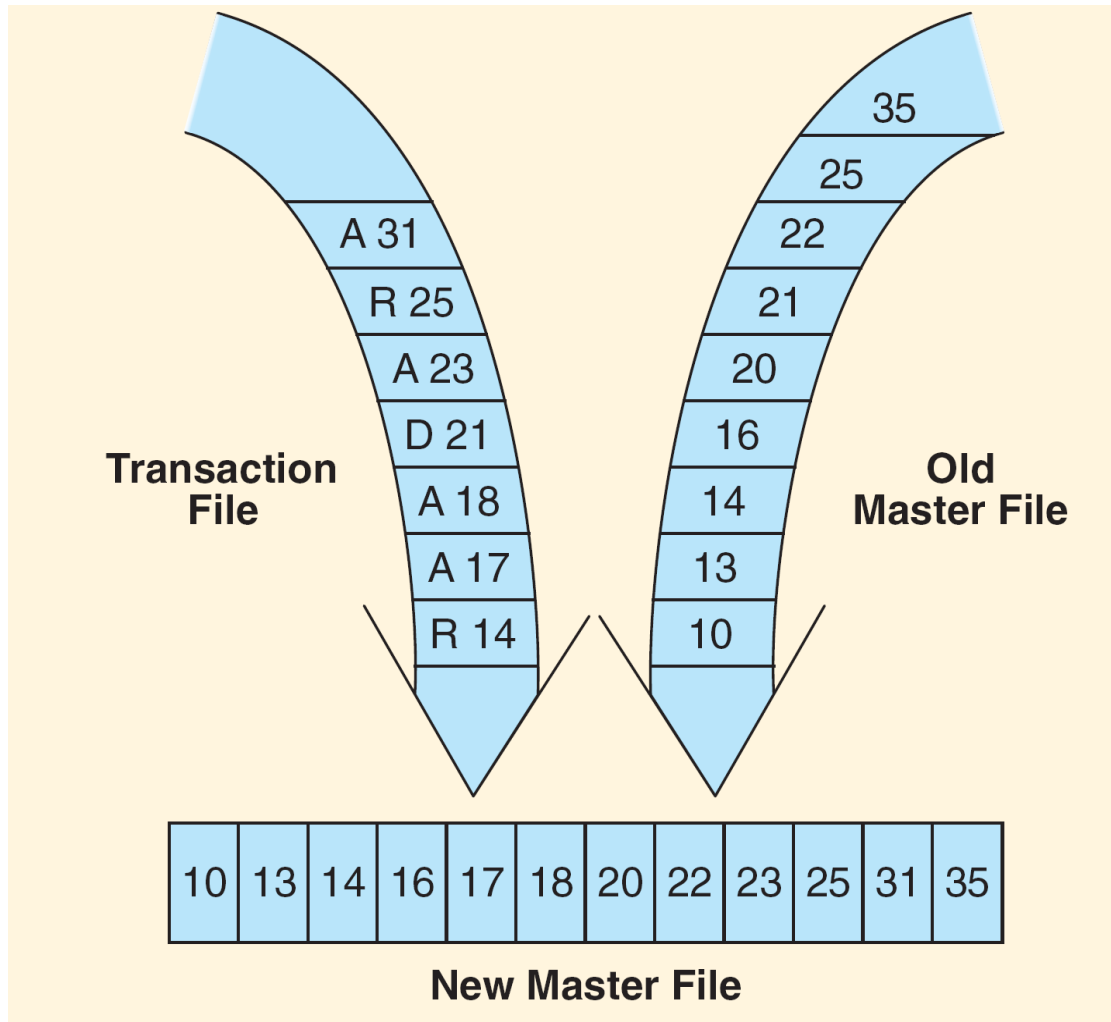 A 31
R 25
A 23
D 21
A 18
A 17
R 14
Transaction
File
35
25
22
21
20
16
14
13
10
Old
Master File
10 13 14 16 17 18 20 22 23 25 31 35
New Master File